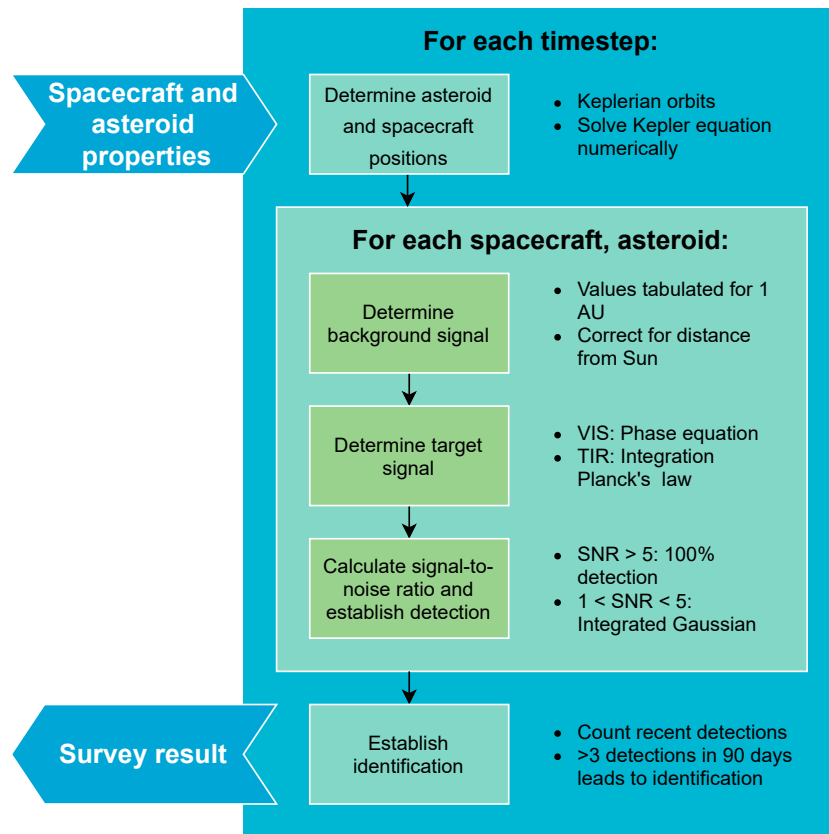 For each timestep:
Spacecraft and
asteroid
properties
Determine asteroid
and spacecraft
positions
• Keplerian orbits
• Solve Kepler equation
numerically
For each spacecraft, asteroid:
Determine
background signal
• Values tabulated for 1
AU
• Correct for distance
from Sun
Determine target
signal
• VIS: Phase equation
• TIR: Integration
Planck's law
Calculate signal-to-
noise ratio and
establish detection
• SNR > 5: 100%
detection
• 1 < SNR < 5:
Integrated Gaussian
Survey result
Establish
identification
• Count recent detections
• >3 detections in 90 days
leads to identification